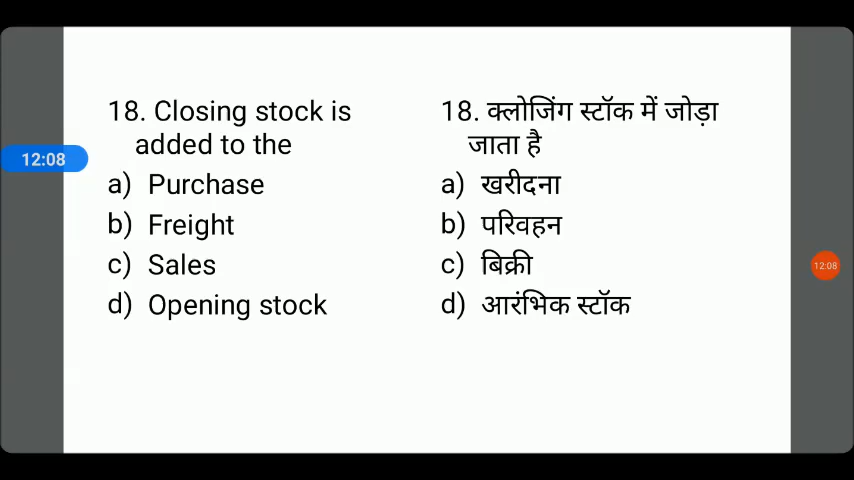 18. Closing stock is
added to the
a) Purchase
b) Freight
c) Sales
d) Opening stock
18. क्लोजिंग स्टॉक में जोड़ा
जाता है
a) खरीदना
b) परिवहन
c) बिक्री
d) आरंभिक स्टॉक
12:08
12:08